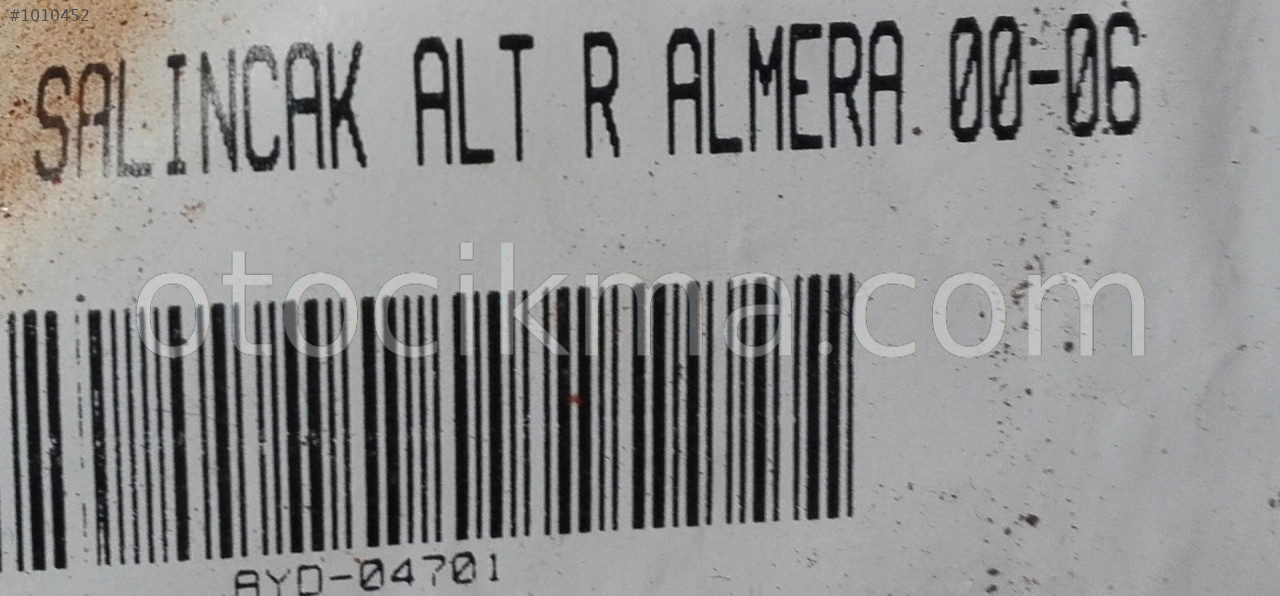 #1010452
SALINCAK ALT R ALMERA 00-06
otocikma.com
AYD-04701